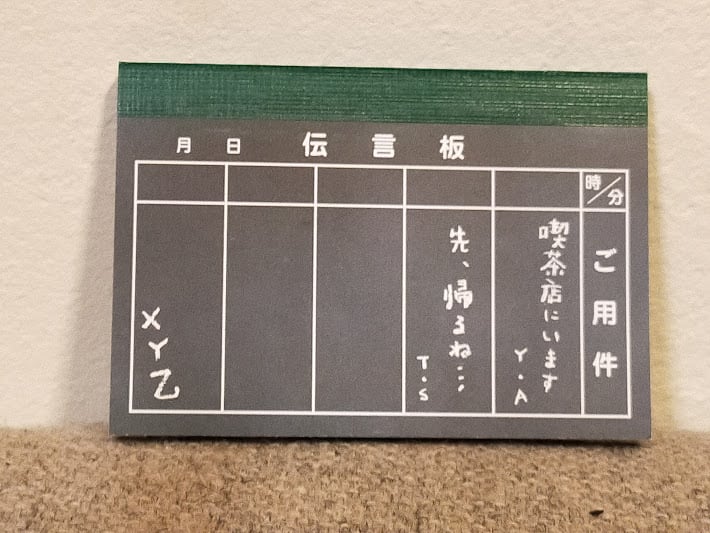 月 日 伝言板
時/分
ご用件
喫茶店にいます
Y・A
先、帰るね…
T・S
XYZ